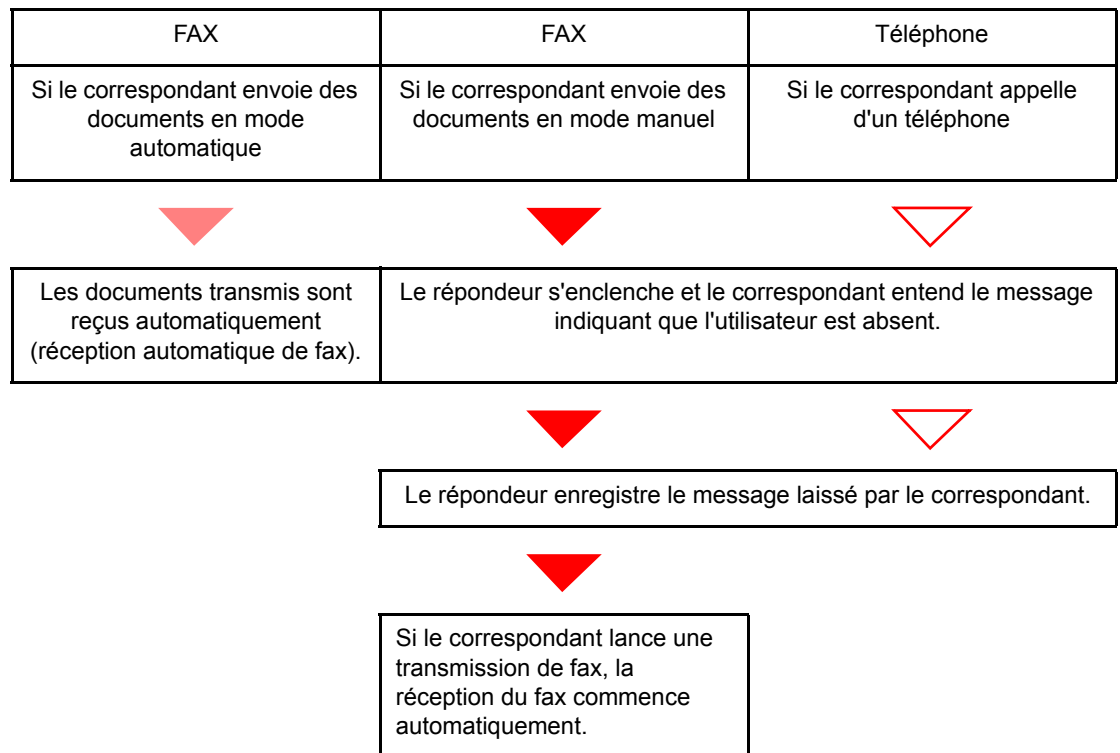 FAX
FAX
Téléphone
Si le correspondant envoie des
documents en mode
automatique
Si le correspondant envoie des
documents en mode manuel
Si le correspondant appelle
d'un téléphone
Les documents transmis sont
reçus automatiquement
(réception automatique de fax).
Le répondeur s'enclenche et le correspondant entend le message
indiquant que l'utilisateur est absent.
Le répondeur enregistre le message laissé par le correspondant.
Si le correspondant lance une
transmission de fax, la
réception du fax commence
automatiquement.